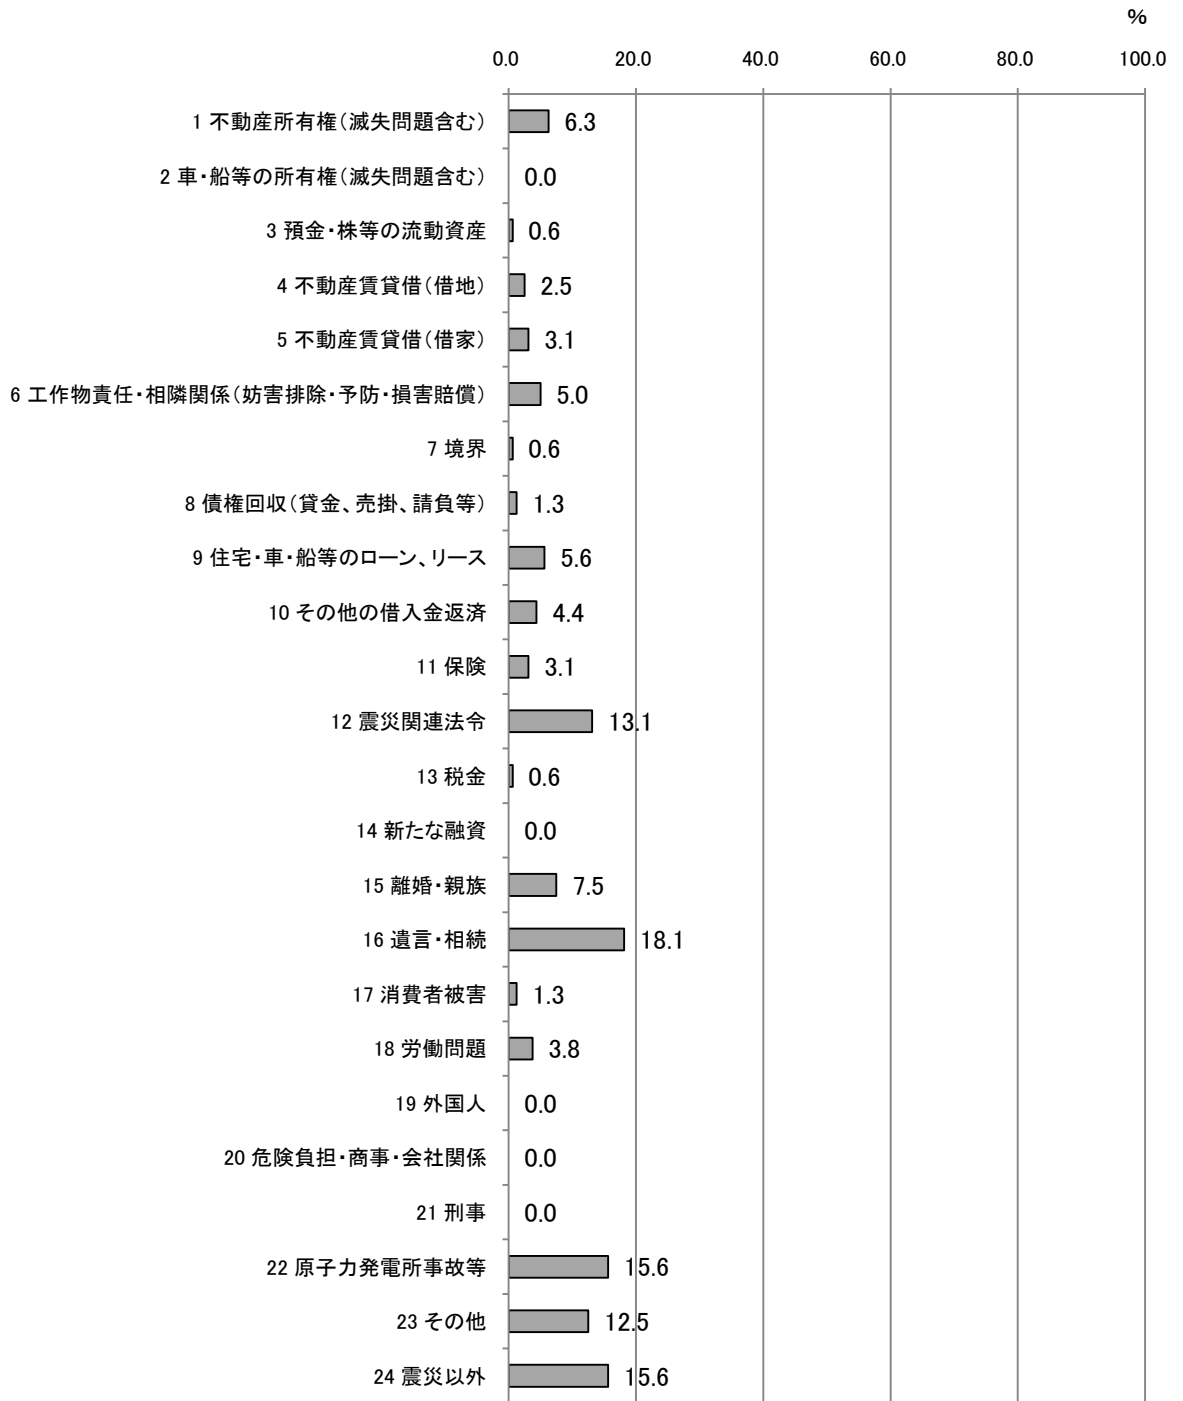 %
0.0 20.0 40.0 60.0 80.0 100.0
1 不動産所有権(滅失問題含む) 6.3
2 車・船等の所有権(滅失問題含む) 0.0
3 預金・株等の流動資産 0.6
4 不動産賃貸借(借地) 2.5
5 不動産賃貸借(借家) 3.1
6 工作物責任・相隣関係(妨害排除・予防・損害賠償) 5.0
7 境界 0.6
8 債権回収(貸金、売掛、請負等) 1.3
9 住宅・車・船等のローン、リース 5.6
10 その他の借入金返済 4.4
11 保険 3.1
12 震災関連法令 13.1
13 税金 0.6
14 新たな融資 0.0
15 離婚・親族 7.5
16 遺言・相続 18.1
17 消費者被害 1.3
18 労働問題 3.8
19 外国人 0.0
20 危険負担・商事・会社関係 0.0
21 刑事 0.0
22 原子力発電所事故等 15.6
23 その他 12.5
24 震災以外 15.6